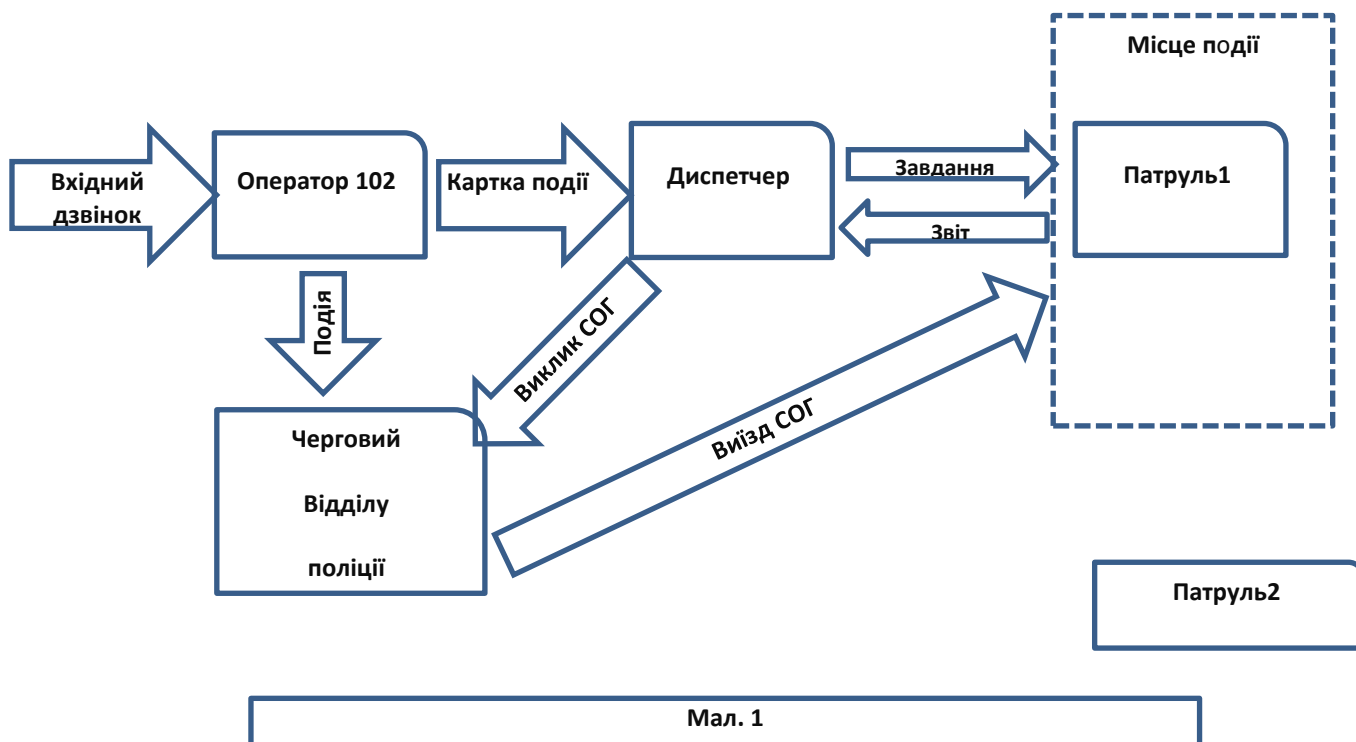 Місце події
Вхідний
дзвінок
Оператор 102
Картка події
Диспетчер
Завдання
Звіт
Патруль1
Подія
Виклик СОГ
Виїзд СОГ
Черговий
Відділу
поліції
Патруль2
Мал. 1